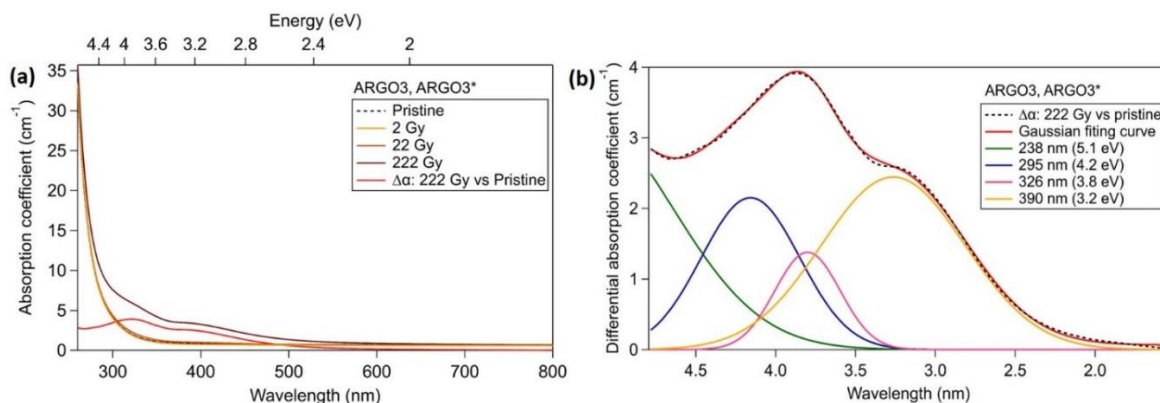 Energy (eV)
4.4 4 3.6 3.2 2.8 2.4 2
(a)
Absorption coefficient (cm⁻¹)
35
30
25
20
15
10
5
0
ARGO3, ARGO3*
Pristine
2 Gy
22 Gy
222 Gy
Δα: 222 Gy vs Pristine
300 400 500 600 700 800
Wavelength (nm)
(b)
Differential absorption coefficient (cm⁻¹)
4
3
2
1
0
ARGO3, ARGO3*
Δα: 222 Gy vs pristine
Gaussian fiting curve
238 nm (5.1 eV)
295 nm (4.2 eV)
326 nm (3.8 eV)
390 nm (3.2 eV)
4.5 4.0 3.5 3.0 2.5 2.0
Wavelength (nm)